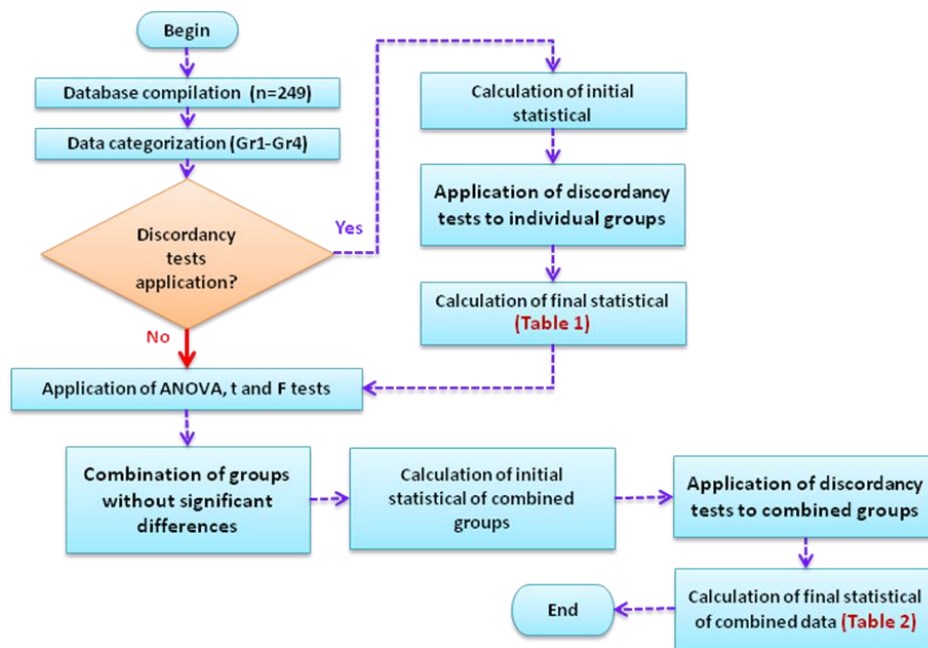 Begin
Database compilation (n=249)
Data categorization (Gr1-Gr4)
Discordancy
tests
application?
Yes
No
Calculation of initial
statistical
Application of discordancy
tests to individual groups
Calculation of final statistical
(Table 1)
Application of ANOVA, t and F tests
Combination of groups
without significant
differences
Calculation of initial
statistical of combined
groups
Application of discordancy
tests to combined groups
Calculation of final statistical
of combined data (Table 2)
End